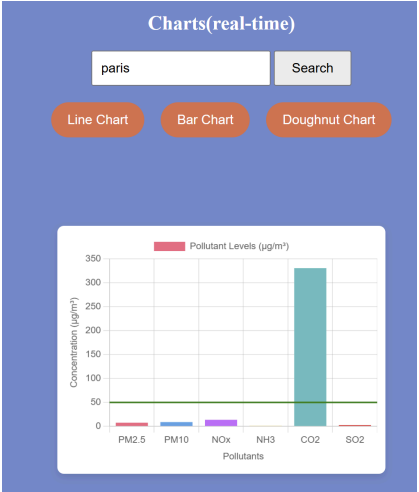 Charts(real-time)
paris Search
Line Chart Bar Chart Doughnut Chart
Pollutant Levels (µg/m³)
Concentration (µg/m³)
350
300
250
200
150
100
50
0
PM2.5 PM10 NOx NH3 CO2 SO2
Pollutants